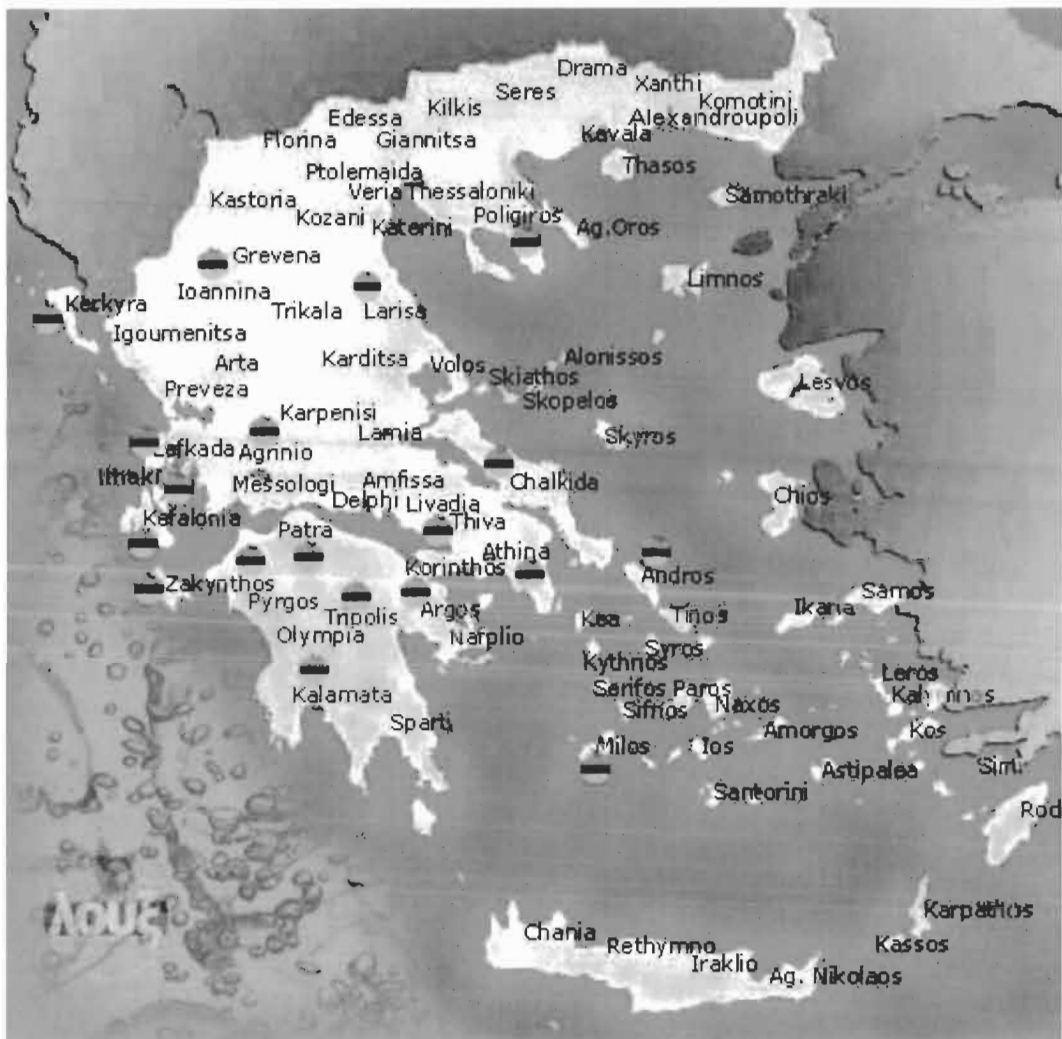 Drama
Xanthi
Seres
Komotini
Kilkis
Edessa
Alexandroupoli
Florina
Giannitsa
Kavala
Thasos
Ptolemaida
Veria
Thessaloniki
Samothraki
Kastoria
Kozani
Katerini
Poligiros
Ag.Oros
Grevena
Limnos
Ioannina
Kerkyra
Trikala
Larisa
Igoumenitsa
Arta
Karditsa
Volos
Alonissos
Skiathos
Lesvos
Preveza
Skopelos
Karpenisi
Lamia
Skyros
Lefkada
Agrinio
Ithaki
Messologi
Amfissa
Chalkida
Delphi
Livadia
Chios
Kefalonia
Thiva
Patra
Athina
Korinthos
Zakynthos
Andros
Pyrgos
Samos
Tripolis
Argos
Ikaria
Olympia
Nafplio
Kea
Tinos
Syros
Kythnos
Leros
Kalamata
Serifos
Paros
Kalymnos
Sifnos
Naxos
Sparti
Amorgos
Kos
Milos
Ios
Astipalea
Simi
Santorini
Rod
λους
Karpathos
Chania
Rethymno
Kassos
Iraklio
Ag. Nikolaos